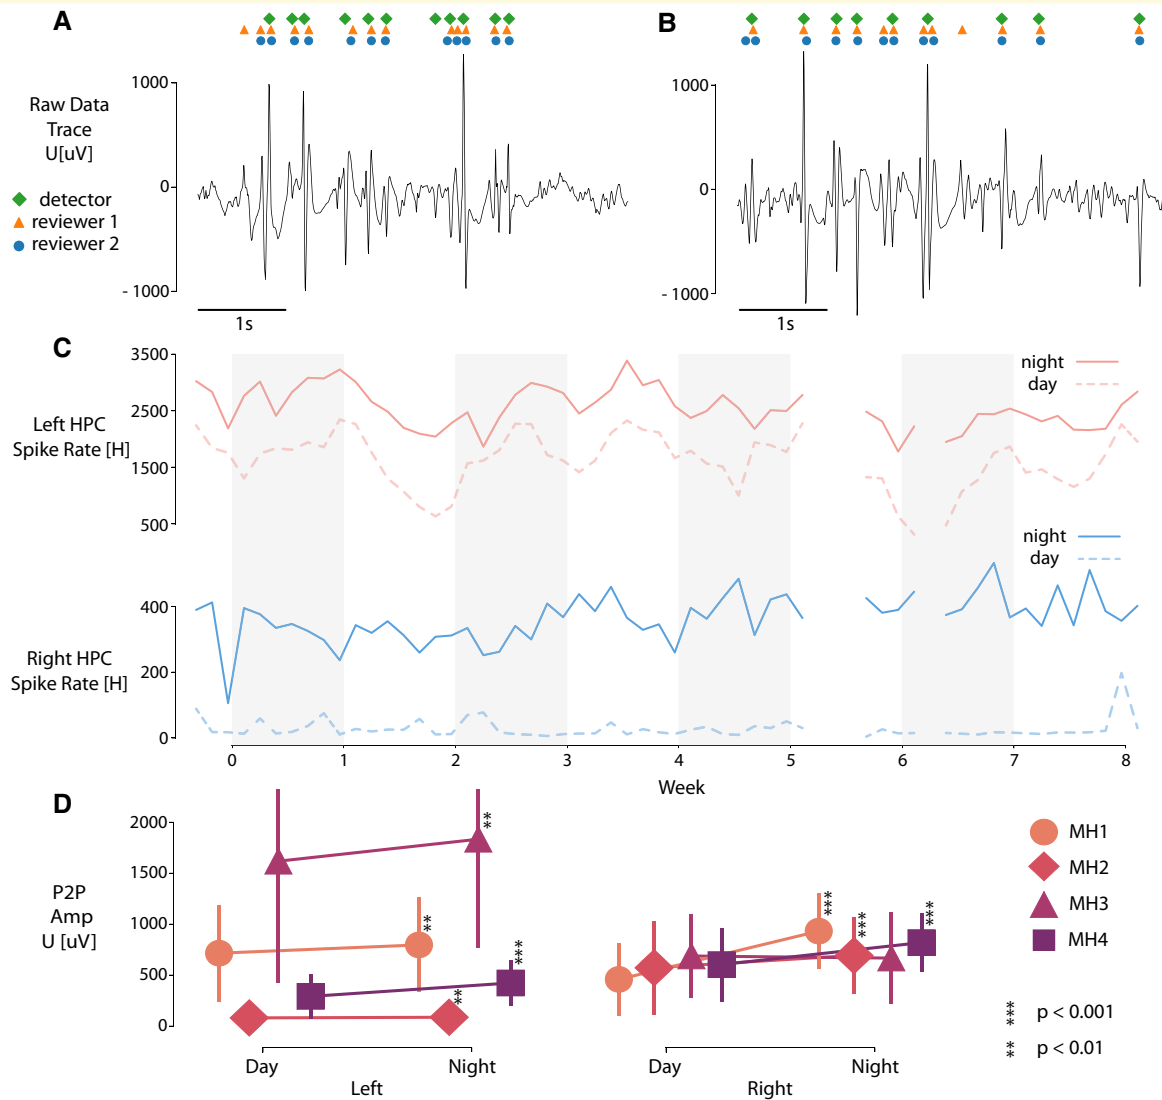 A
B
Raw Data
Trace
U[uV]
1000
0
- 1000
1000
0
- 1000
detector
reviewer 1
reviewer 2
1s
1s
C
3500
2500
1500
500
Left HPC
Spike Rate [H]
night
day
night
day
400
200
0
Right HPC
Spike Rate [H]
0 1 2 3 4 5 6 7 8
Week
D
2000
1500
1000
500
0
P2P
Amp
U [uV]
**
**
**
***
***
***
***
MH1
MH2
MH3
MH4
*** p < 0.001
** p < 0.01
Day Night Day Night
Left Right